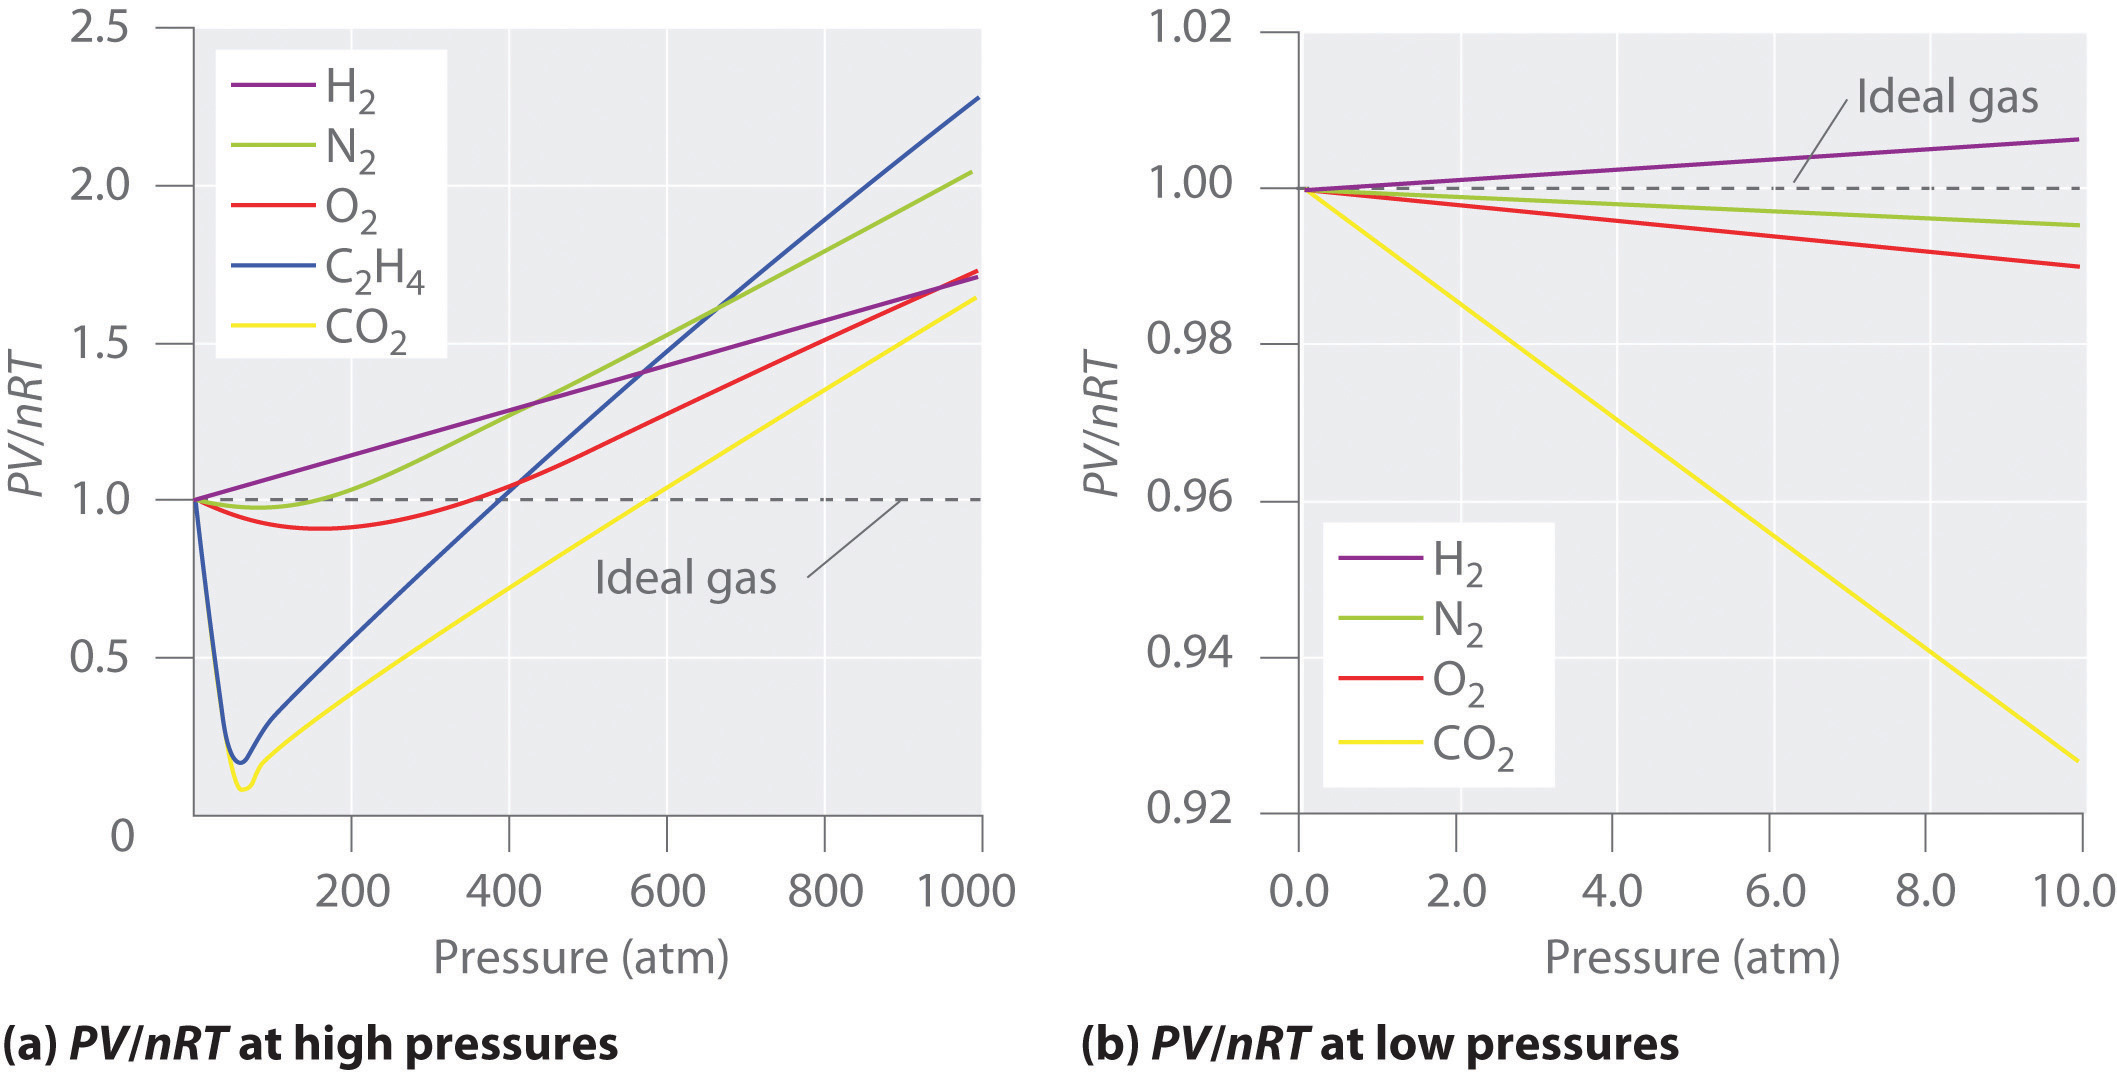 2.5
2.0
1.5
1.0
0.5
0
PV/nRT
H₂
N₂
O₂
C₂H₄
CO₂
Ideal gas
200 400 600 800 1000
Pressure (atm)
(a) PV/nRT at high pressures
1.02
1.00
0.98
0.96
0.94
0.92
PV/nRT
Ideal gas
H₂
N₂
O₂
CO₂
0.0 2.0 4.0 6.0 8.0 10.0
Pressure (atm)
(b) PV/nRT at low pressures